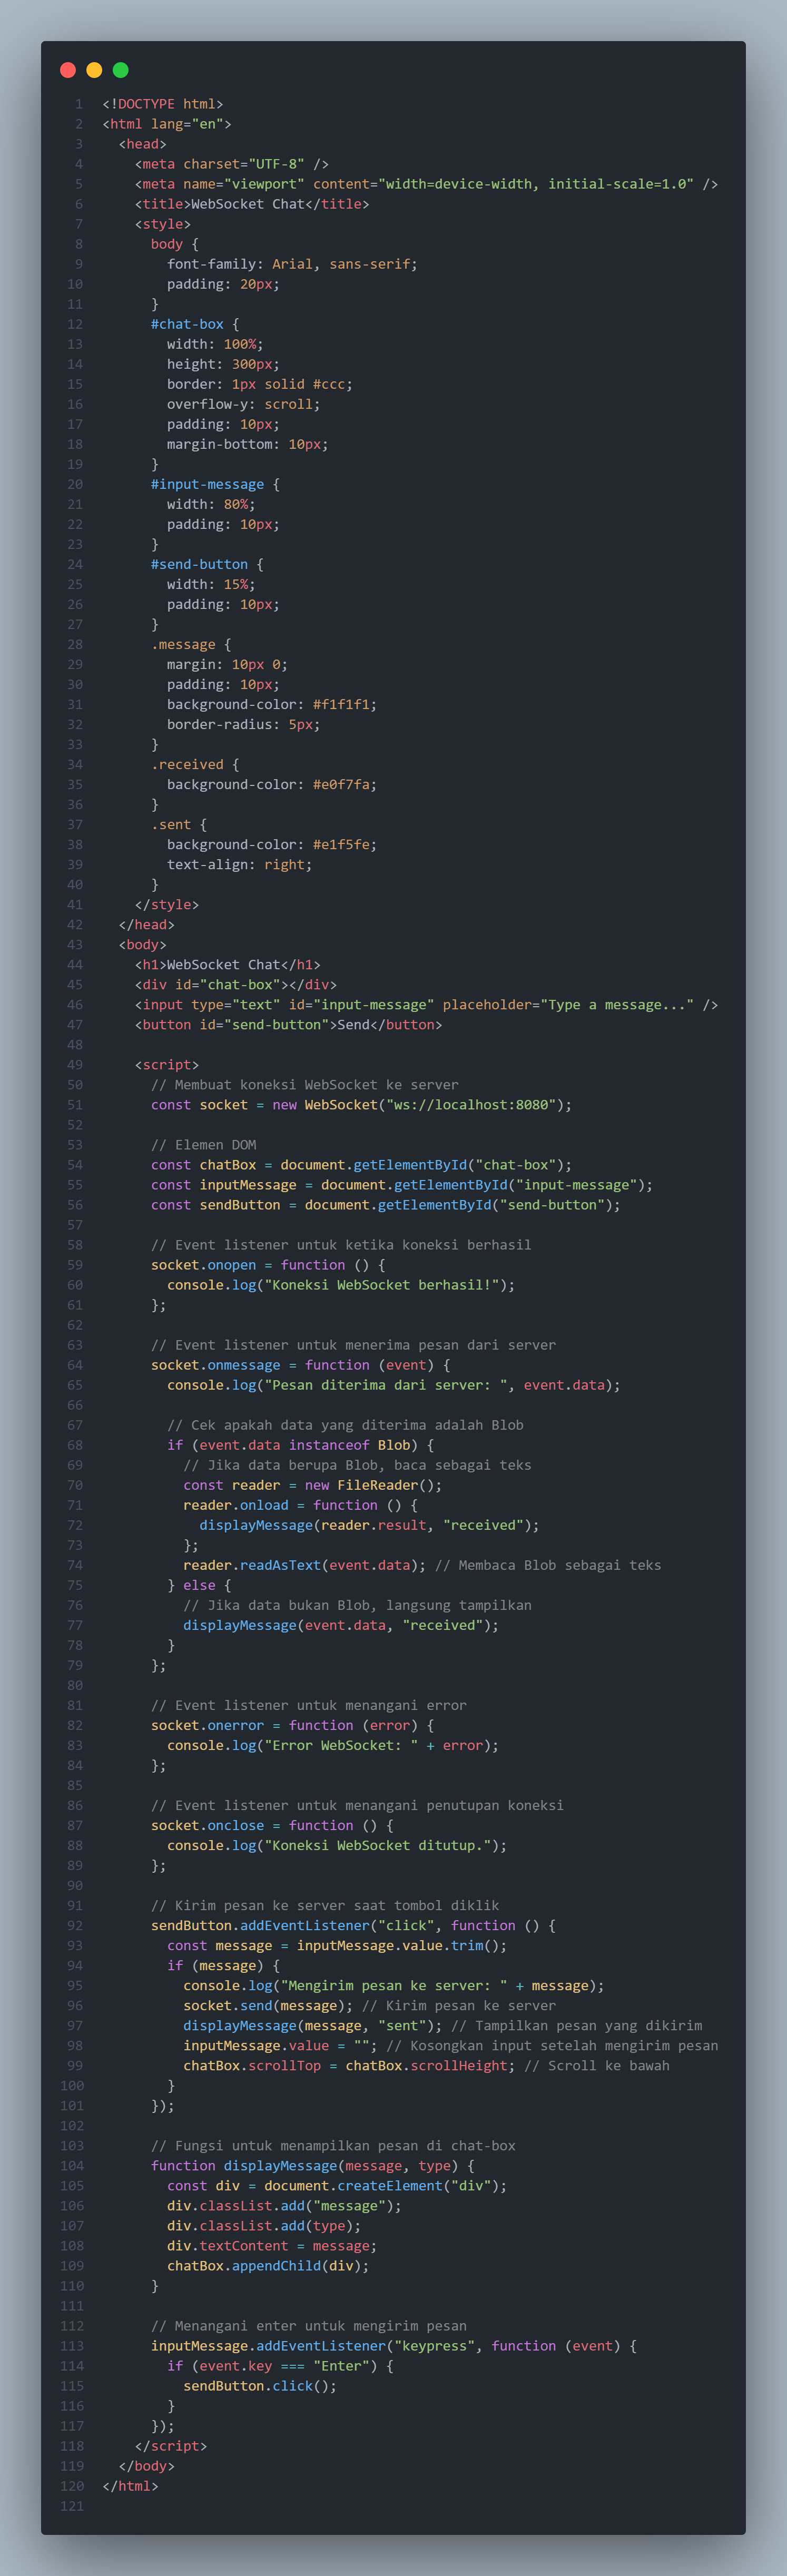 1 <!DOCTYPE html>
2 <html lang="en">
3   <head>
4     <meta charset="UTF-8" />
5     <meta name="viewport" content="width=device-width, initial-scale=1.0" />
6     <title>WebSocket Chat</title>
7     <style>
8       body {
9         font-family: Arial, sans-serif;
10         padding: 20px;
11       }
12       #chat-box {
13         width: 100%;
14         height: 300px;
15         border: 1px solid #ccc;
16         overflow-y: scroll;
17         padding: 10px;
18         margin-bottom: 10px;
19       }
20       #input-message {
21         width: 80%;
22         padding: 10px;
23       }
24       #send-button {
25         width: 15%;
26         padding: 10px;
27       }
28       .message {
29         margin: 10px 0;
30         padding: 10px;
31         background-color: #f1f1f1;
32         border-radius: 5px;
33       }
34       .received {
35         background-color: #e0f7fa;
36       }
37       .sent {
38         background-color: #e1f5fe;
39         text-align: right;
40       }
41     </style>
42   </head>
43   <body>
44     <h1>WebSocket Chat</h1>
45     <div id="chat-box"></div>
46     <input type="text" id="input-message" placeholder="Type a message..." />
47     <button id="send-button">Send</button>
48
49     <script>
50       // Membuat koneksi WebSocket ke server
51       const socket = new WebSocket("ws://localhost:8080");
52
53       // Elemen DOM
54       const chatBox = document.getElementById("chat-box");
55       const inputMessage = document.getElementById("input-message");
56       const sendButton = document.getElementById("send-button");
57
58       // Event listener untuk ketika koneksi berhasil
59       socket.onopen = function () {
60         console.log("Koneksi WebSocket berhasil!");
61       };
62
63       // Event listener untuk menerima pesan dari server
64       socket.onmessage = function (event) {
65         console.log("Pesan diterima dari server: ", event.data);
66
67         // Cek apakah data yang diterima adalah Blob
68         if (event.data instanceof Blob) {
69           // Jika data berupa Blob, baca sebagai teks
70           const reader = new FileReader();
71           reader.onload = function () {
72             displayMessage(reader.result, "received");
73           };
74           reader.readAsText(event.data); // Membaca Blob sebagai teks
75         } else {
76           // Jika data bukan Blob, langsung tampilkan
77           displayMessage(event.data, "received");
78         }
79       };
80
81       // Event listener untuk menangani error
82       socket.onerror = function (error) {
83         console.log("Error WebSocket: " + error);
84       };
85
86       // Event listener untuk menangani penutupan koneksi
87       socket.onclose = function () {
88         console.log("Koneksi WebSocket ditutup.");
89       };
90
91       // Kirim pesan ke server saat tombol diklik
92       sendButton.addEventListener("click", function () {
93         const message = inputMessage.value.trim();
94         if (message) {
95           console.log("Mengirim pesan ke server: " + message);
96           socket.send(message); // Kirim pesan ke server
97           displayMessage(message, "sent"); // Tampilkan pesan yang dikirim
98           inputMessage.value = ""; // Kosongkan input setelah mengirim pesan
99           chatBox.scrollTop = chatBox.scrollHeight; // Scroll ke bawah
100         }
101       });
102
103       // Fungsi untuk menampilkan pesan di chat-box
104       function displayMessage(message, type) {
105         const div = document.createElement("div");
106         div.classList.add("message");
107         div.classList.add(type);
108         div.textContent = message;
109         chatBox.appendChild(div);
110       }
111
112       // Menangani enter untuk mengirim pesan
113       inputMessage.addEventListener("keypress", function (event) {
114         if (event.key === "Enter") {
115           sendButton.click();
116         }
117       });
118     </script>
119   </body>
120 </html>
121